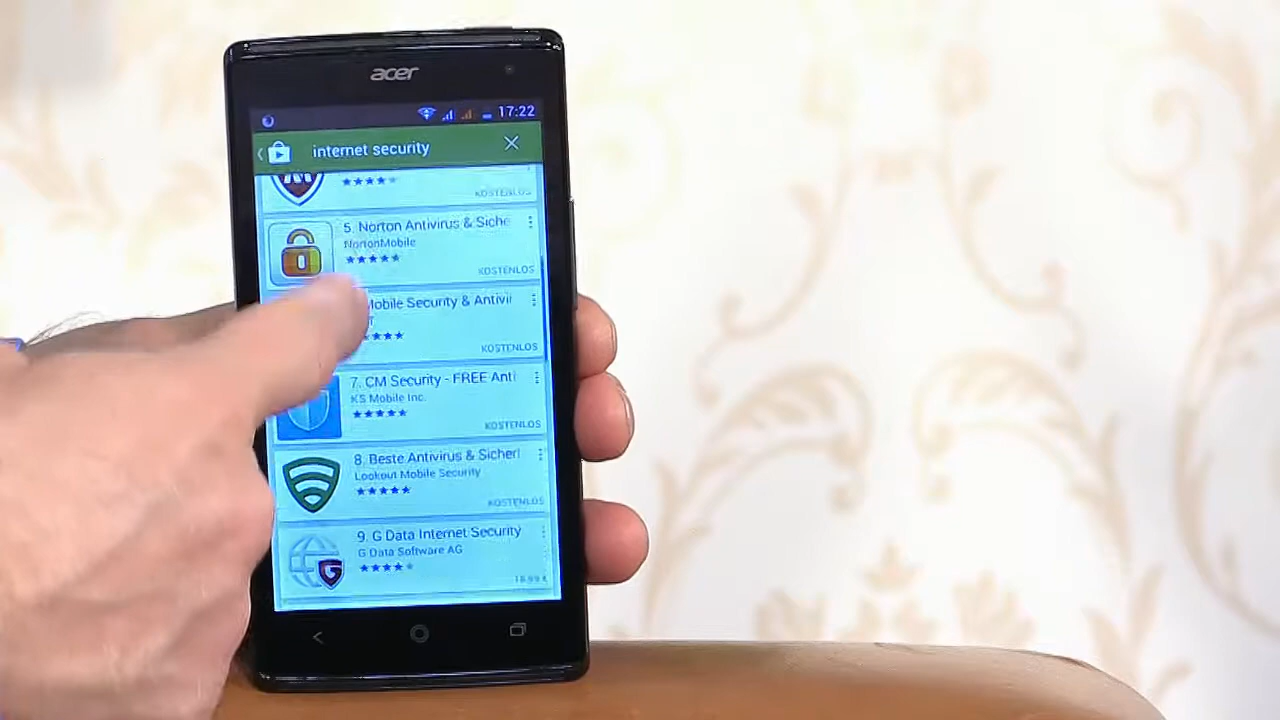 acer
17:22
internet security
KOSTENLOS
5. Norton Antivirus & Siche
NortonMobile
KOSTENLOS
Mobile Security & Antivi
KOSTENLOS
7. CM Security - FREE Anti
KS Mobile Inc.
KOSTENLOS
8. Beste Antivirus & Sicherl
Lookout Mobile Security
KOSTENLOS
9. G Data Internet Security
G Data Software AG
G